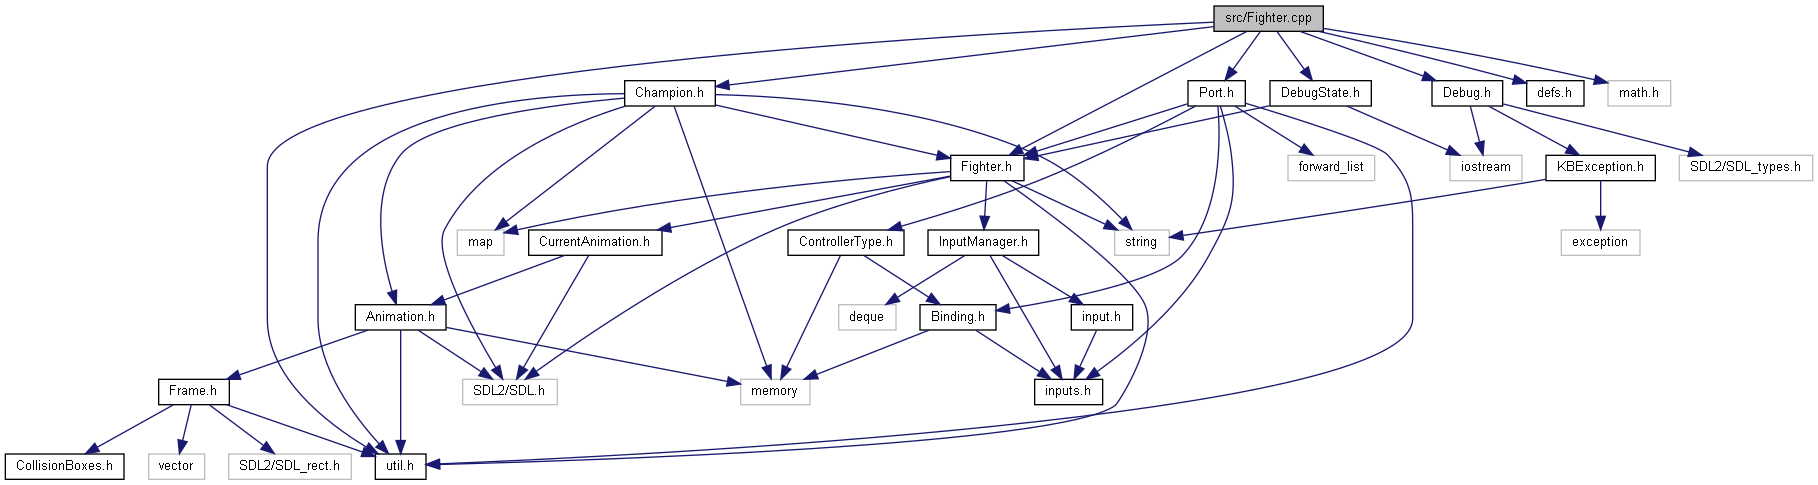 src/Fighter.cpp
Champion.h
Port.h
DebugState.h
Debug.h
defs.h
math.h
Fighter.h
forward_list
iostream
KBException.h
SDL2/SDL_types.h
map
CurrentAnimation.h
ControllerType.h
InputManager.h
string
exception
Animation.h
deque
Binding.h
input.h
Frame.h
SDL2/SDL.h
memory
inputs.h
CollisionBoxes.h
vector
SDL2/SDL_rect.h
util.h